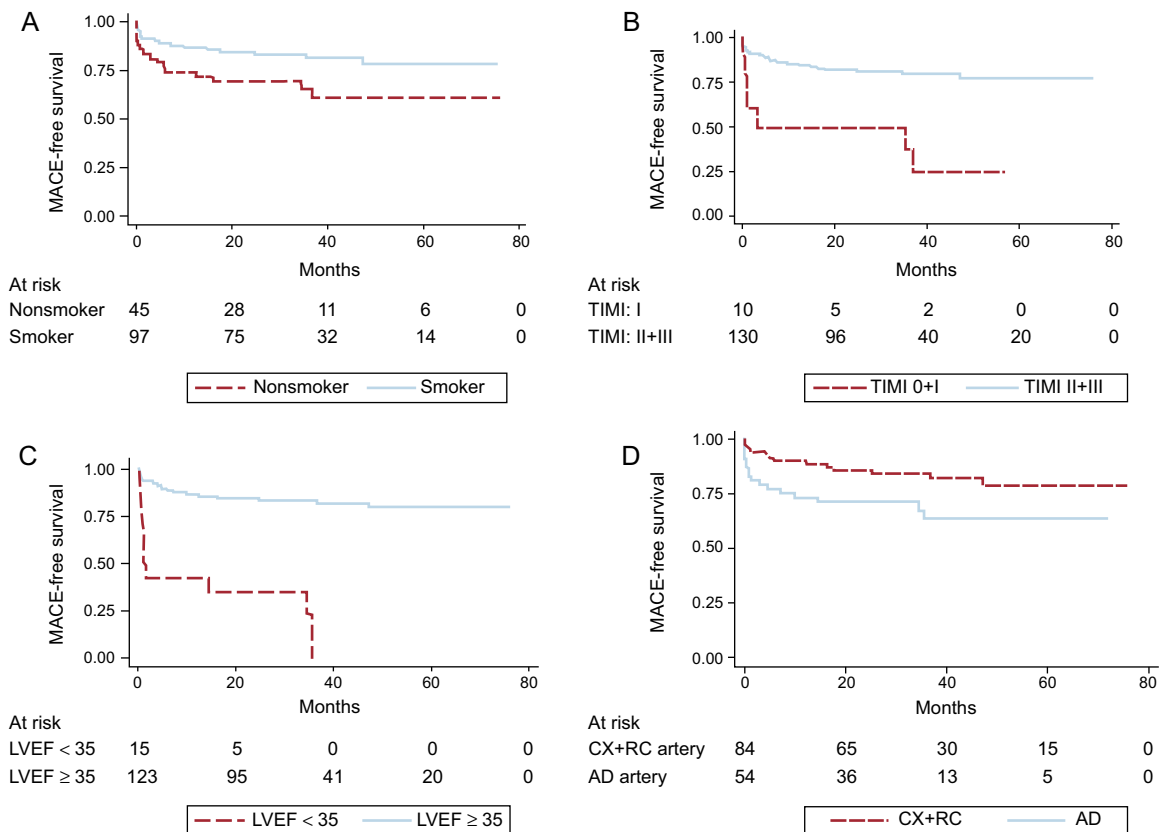 A
MACE-free survival
1.00
0.75
0.50
0.25
0.00
0 20 40 60 80
Months
At risk
Nonsmoker 45 28 11 6 0
Smoker 97 75 32 14 0
Nonsmoker Smoker
B
MACE-free survival
1.00
0.75
0.50
0.25
0.00
0 20 40 60 80
Months
At risk
TIMI: I 10 5 2 0 0
TIMI: II+III 130 96 40 20 0
TIMI 0+I TIMI II+III
C
MACE-free survival
1.00
0.75
0.50
0.25
0.00
0 20 40 60 80
Months
At risk
LVEF < 35 15 5 0 0 0
LVEF ≥ 35 123 95 41 20 0
LVEF < 35 LVEF ≥ 35
D
MACE-free survival
1.00
0.75
0.50
0.25
0.00
0 20 40 60 80
Months
At risk
CX+RC artery 84 65 30 15 0
AD artery 54 36 13 5 0
CX+RC AD